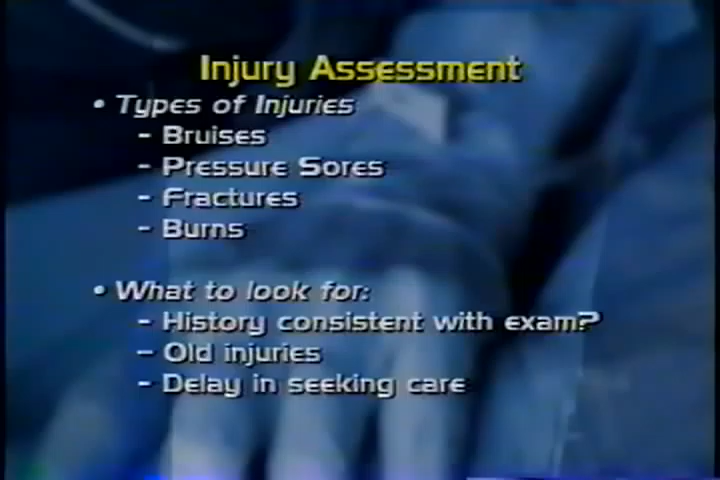 Injury Assessment
• Types of Injuries
- Bruises
- Pressure Sores
- Fractures
- Burns
• What to look for:
- History consistent with exam?
- Old injuries
- Delay in seeking care